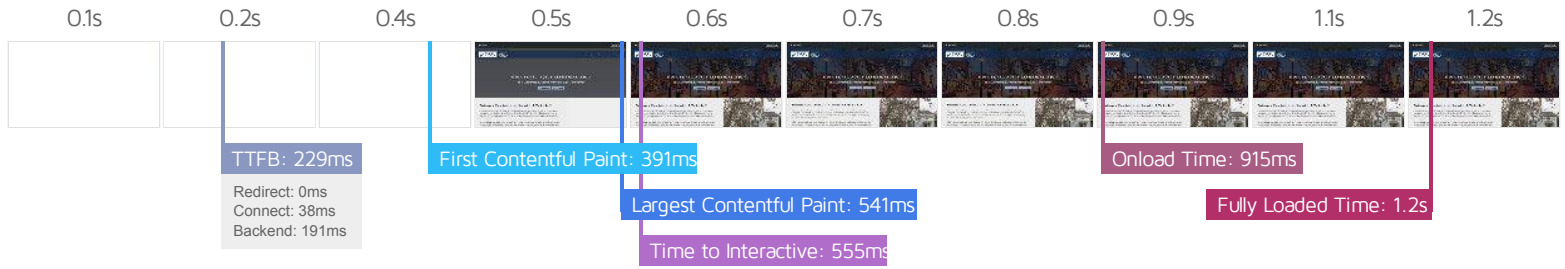 0.1s 0.2s 0.4s 0.5s 0.6s 0.7s 0.8s 0.9s 1.1s 1.2s
TTFB: 229ms
First Contentful Paint: 391ms
Onload Time: 915ms
Redirect: 0ms
Connect: 38ms
Backend: 191ms
Largest Contentful Paint: 541ms
Fully Loaded Time: 1.2s
Time to Interactive: 555ms